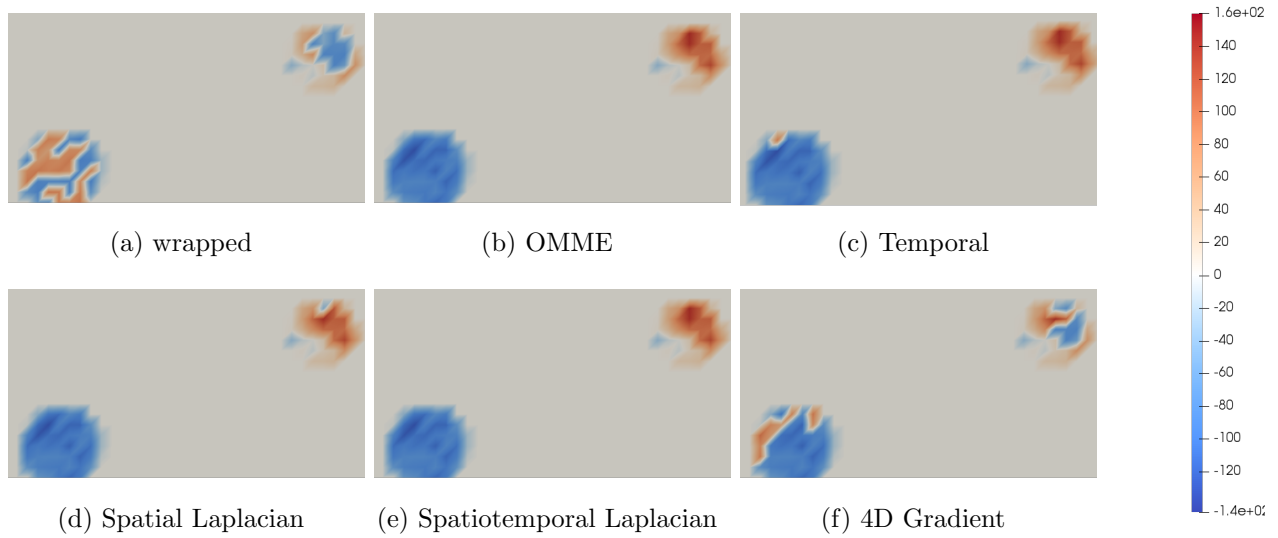 (a) wrapped
(b) OMME
(c) Temporal
(d) Spatial Laplacian
(e) Spatiotemporal Laplacian
(f) 4D Gradient
1.6e+02
140
120
100
80
60
40
20
0
-20
-40
-60
-80
-100
-120
-1.4e+02